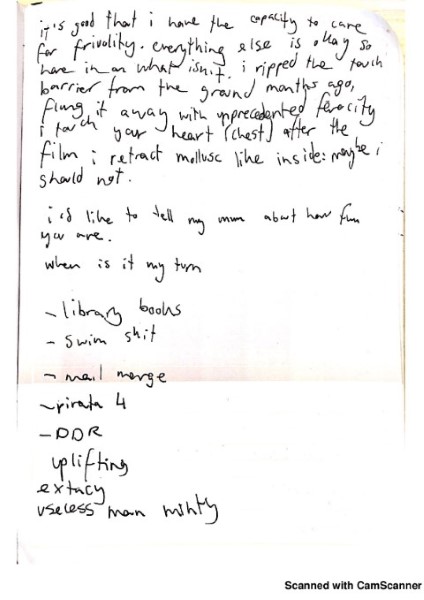 it's good that i have the capacity to care
for frivolity. everything else is okay so
hone in on what isn't. i ripped the touch
barrier from the ground months ago,
flung it away with unprecedented ferocity
i touch your heart (chest) after the
film i retract mollusc like inside: maybe i
should not.
i'd like to tell my mum about how fun
you are.
when is it my turn
- library books
- swim shit
- mail merge
- pirata 4
- DDR
uplifting
extacy
useless man
Scanned with CamScanner